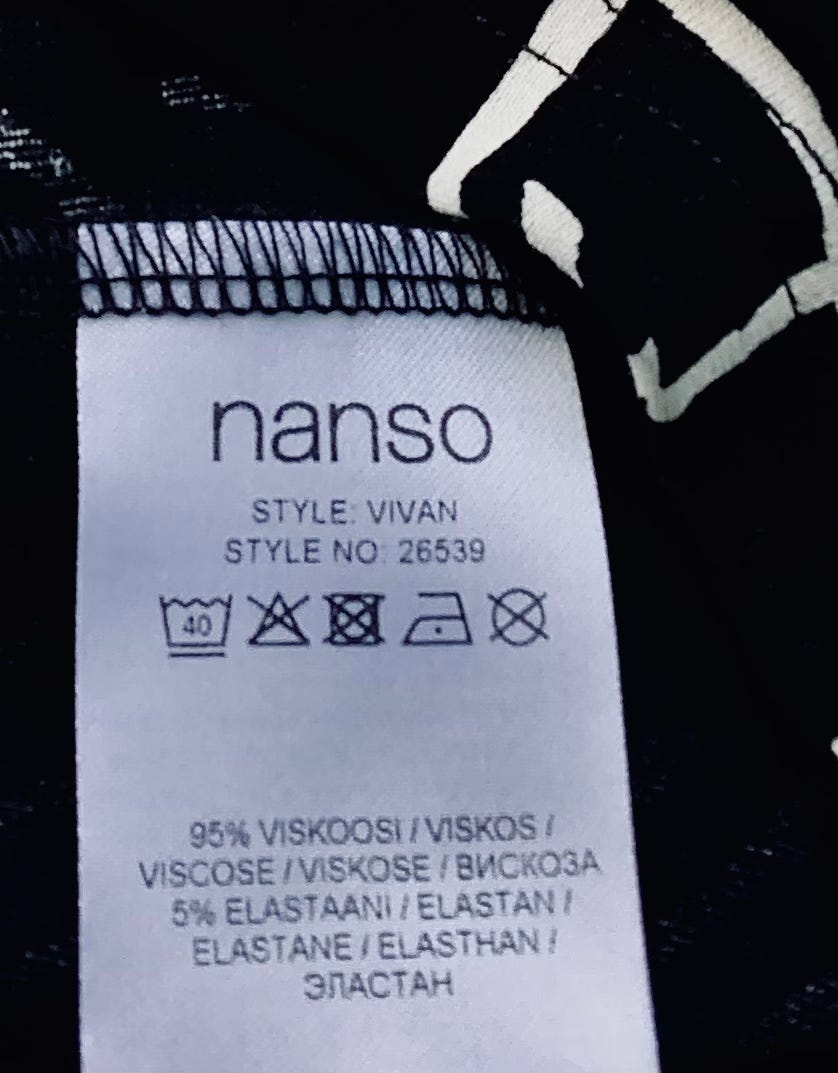 nanso
STYLE: VIVAN
STYLE NO: 26539
40
95% VISKOOSI / VISKOS /
VISCOSE / VISKOSE / ВИСКОЗА
5% ELASTAANI / ELASTAN /
ELASTANE / ELASTHAN /
ЭЛАСТАН